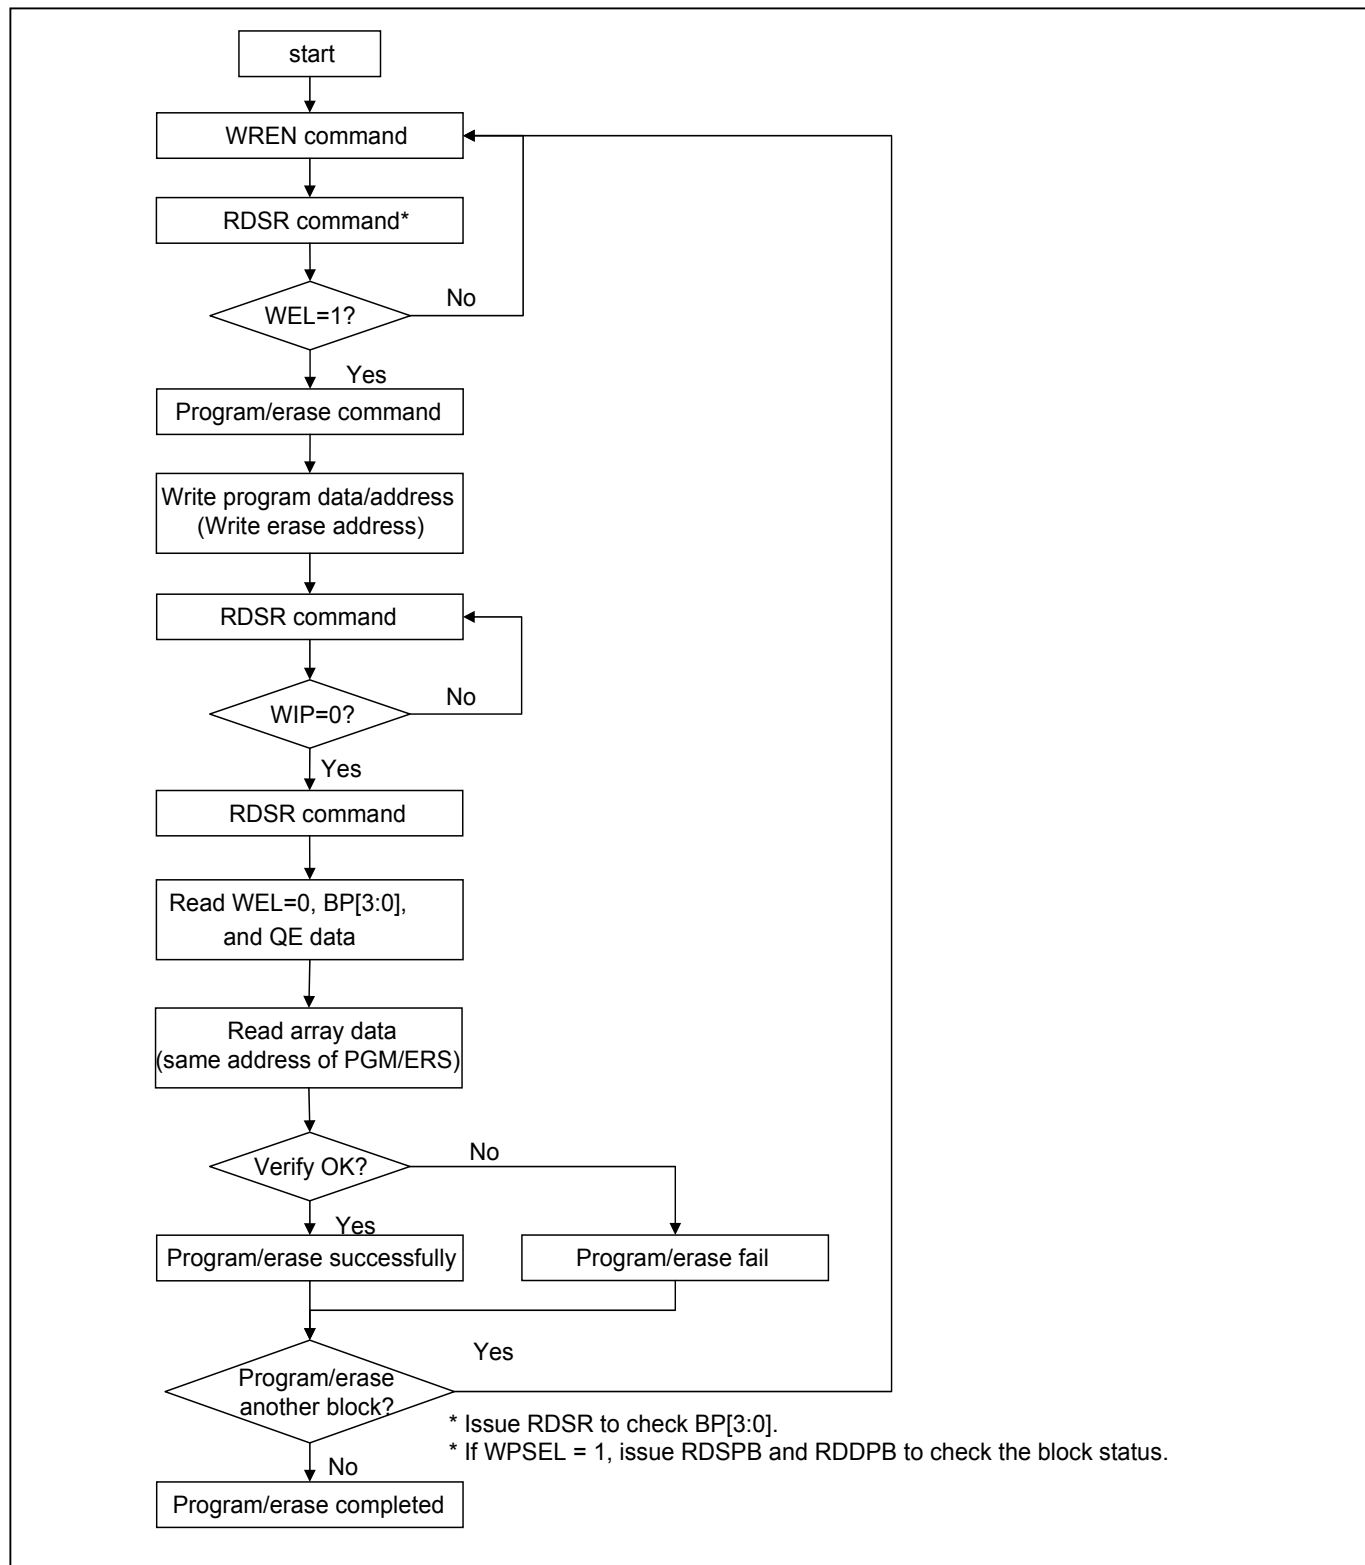 start
WREN command
RDSR command*
WEL=1?
No
Yes
Program/erase command
Write program data/address
(Write erase address)
RDSR command
WIP=0?
No
Yes
RDSR command
Read WEL=0, BP[3:0],
and QE data
Read array data
(same address of PGM/ERS)
Verify OK?
No
Yes
Program/erase successfully
Program/erase fail
Program/erase
another block?
Yes
* Issue RDSR to check BP[3:0].
* If WPSEL = 1, issue RDSPB and RDDPB to check the block status.
No
Program/erase completed